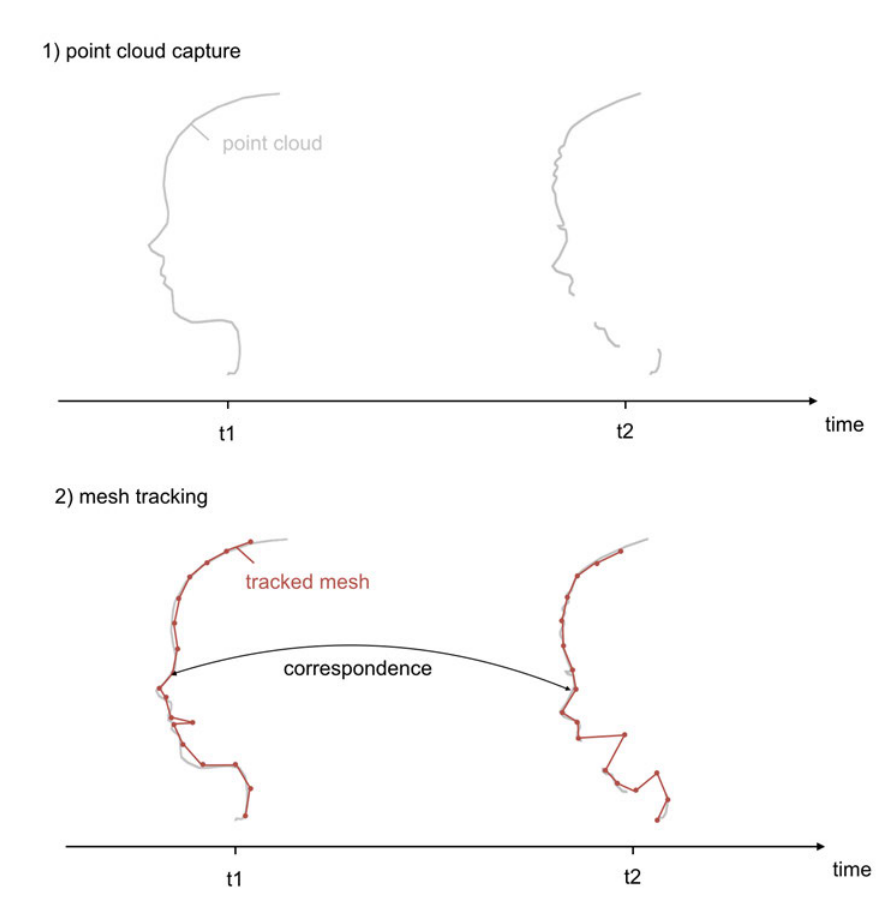 1) point cloud capture
point cloud
t1
t2
time
2) mesh tracking
tracked mesh
correspondence
t1
t2
time